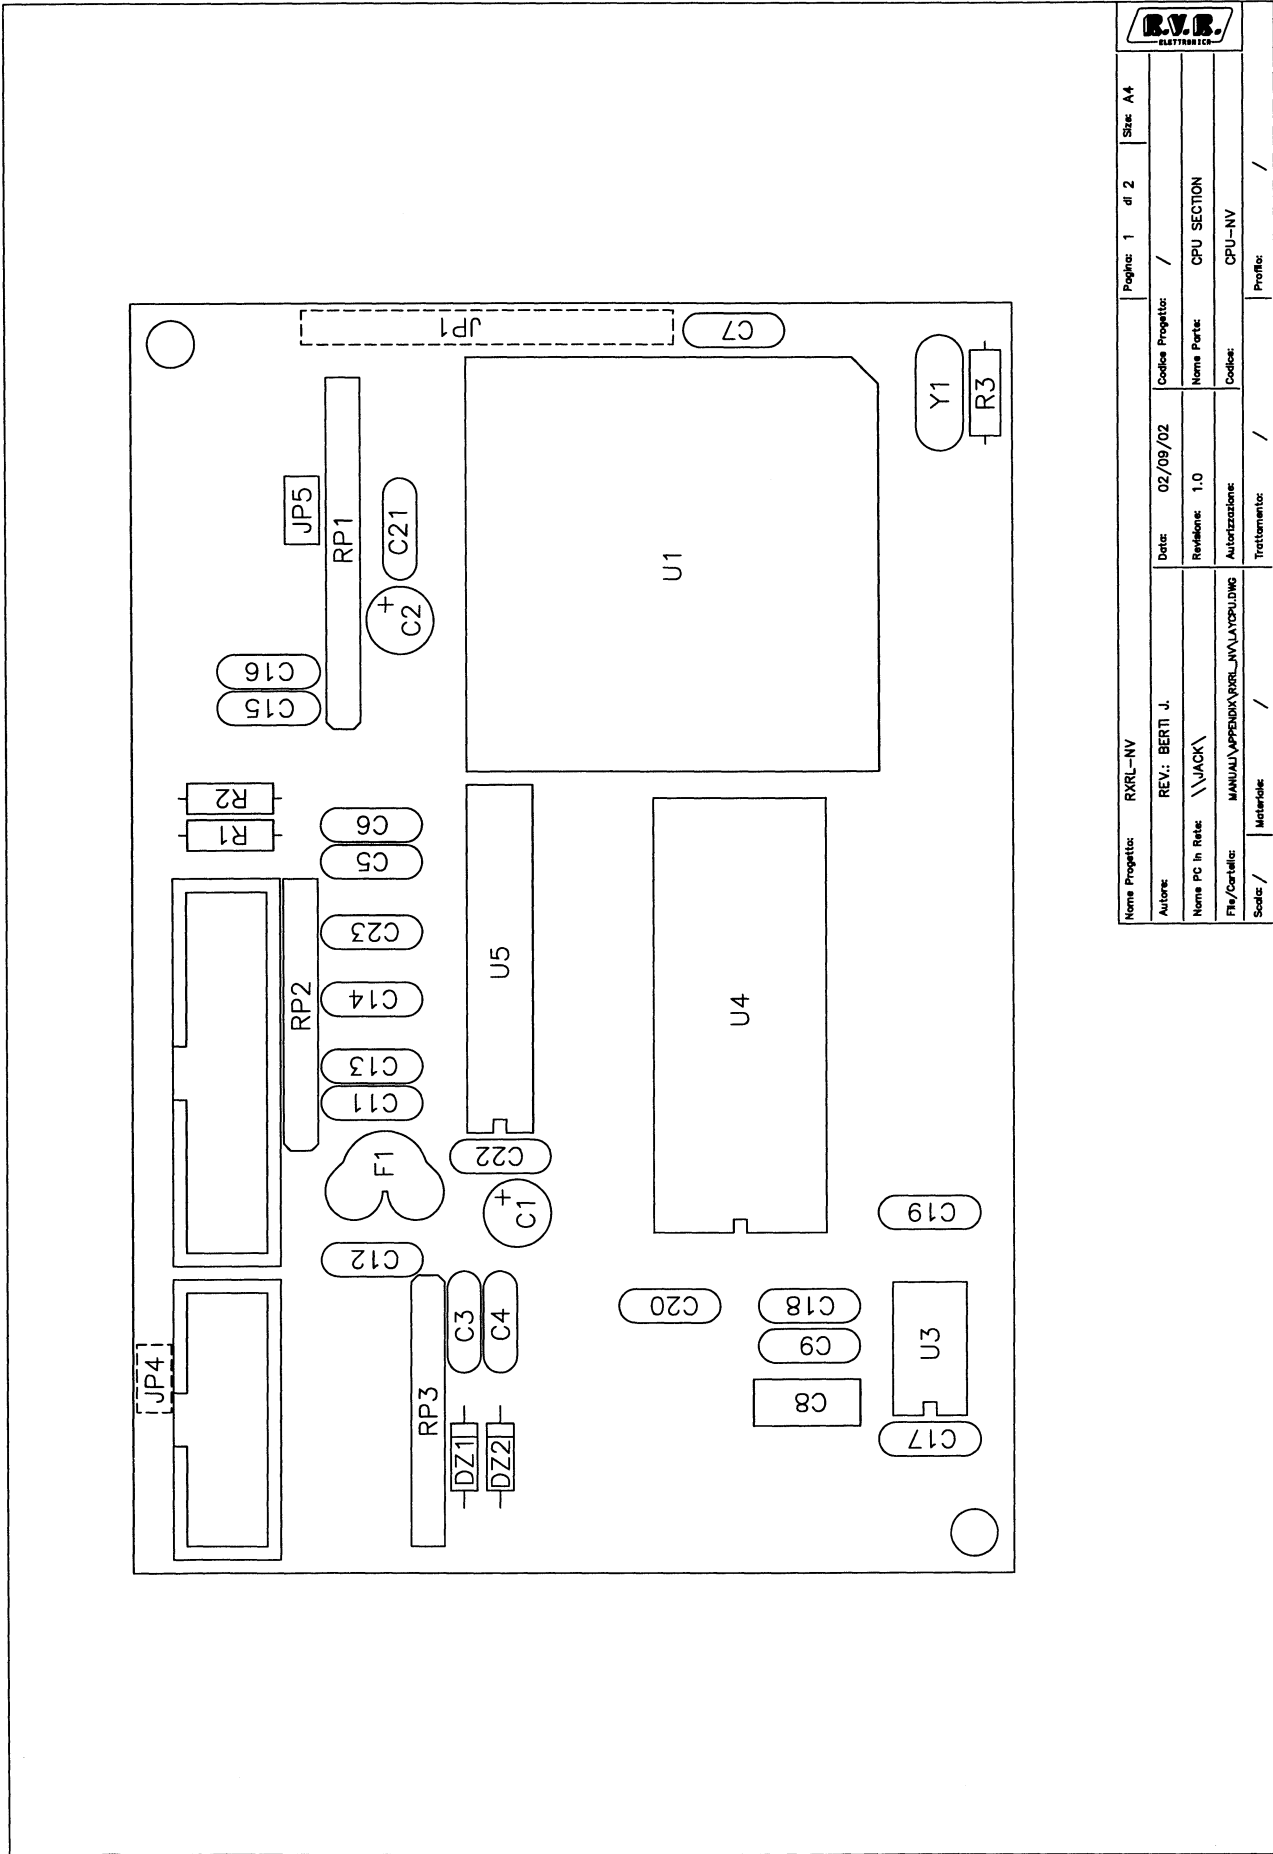 JP1
C7
Y1
R3
JP5
RP1
C21
C2
+
U1
C16
C15
R2
R1
C6
C5
C23
RP2
C14
C13
C11
U5
U4
F1
C22
+
C1
C12
C19
JP4
C3
C4
C20
C18
C9
U3
RP3
C8
DZ1
DZ2
C17
R.V.R.
ELETTRONICA
Nome Progetto: RXRL-NV Pagina: 1 di 2 Size: A4
Autore: REV.: BERTI J. Data: 02/09/02 Codice Progetto: /
Nome PC in Rete: \\JACK\ Revisione: 1.0 Nome Parte: CPU SECTION
File/Cartella: MANUALI\APPENDIX\RXRL_NV\LAYCPU.DWG Autorizzazione: Codice: CPU-NV
Scala: / Materiale: / Trattamento: / Profilo: /